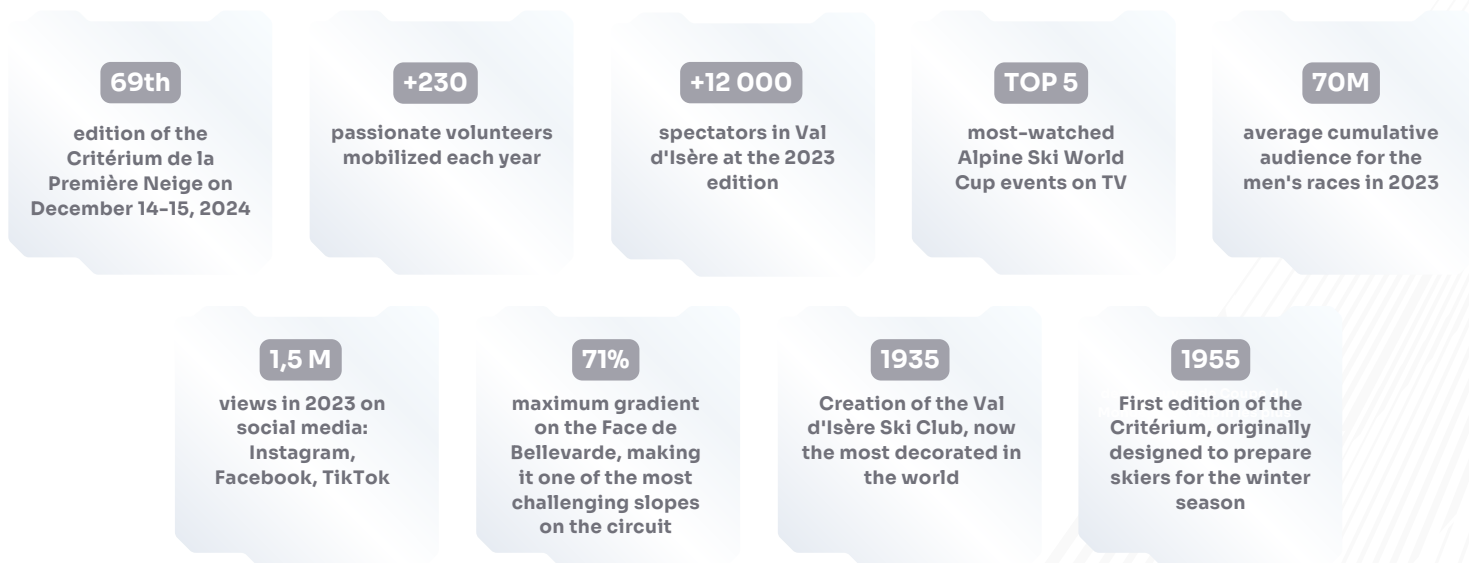 69th
edition of the
Critérium de la
Première Neige on
December 14-15, 2024
+230
passionate volunteers
mobilized each year
+12 000
spectators in Val
d'Isère at the 2023
edition
TOP 5
most-watched
Alpine Ski World
Cup events on TV
70M
average cumulative
audience for the
men's races in 2023
1,5 M
views in 2023 on
social media:
Instagram,
Facebook, TikTok
71%
maximum gradient
on the Face de
Bellevarde, making
it one of the most
challenging slopes
on the circuit
1935
Creation of the Val
d'Isère Ski Club, now
the most decorated in
the world
1955
First edition of the
Critérium, originally
designed to prepare
skiers for the winter
season